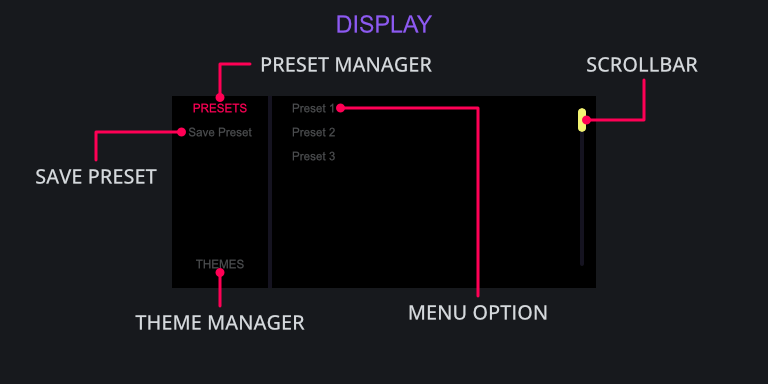 DISPLAY
PRESET MANAGER
SCROLLBAR
PRESETS
Preset 1
Save Preset
Preset 2
Preset 3
SAVE PRESET
THEMES
MENU OPTION
THEME MANAGER